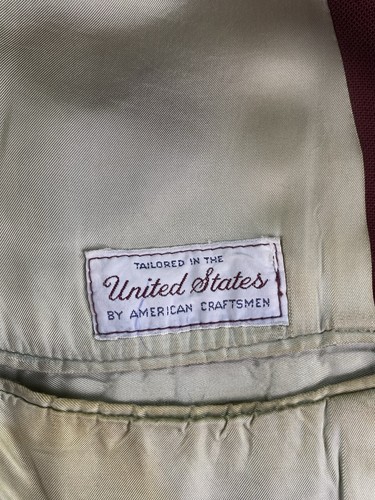 TAILORED IN THE
United States
BY AMERICAN CRAFTSMEN